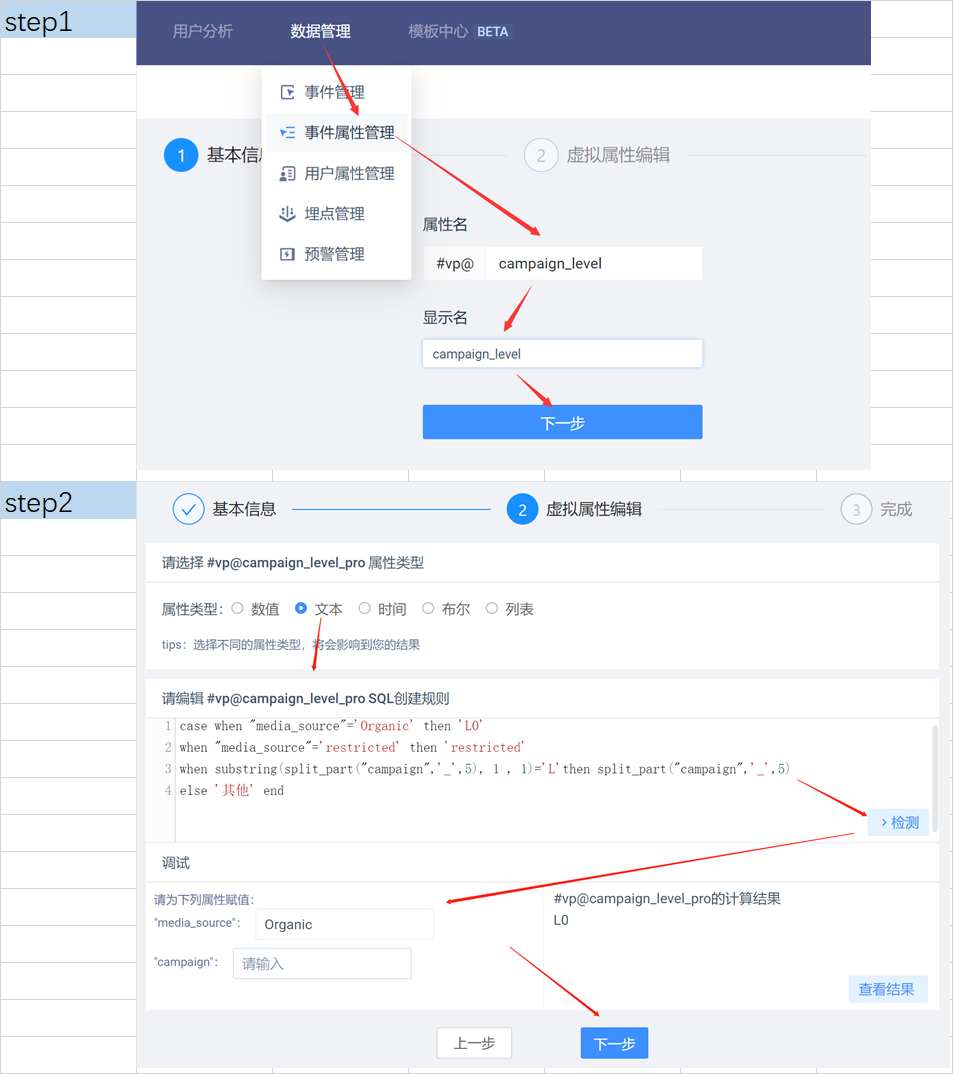 step1
用户分析 数据管理 模板中心 BETA
事件管理
事件属性管理
用户属性管理
埋点管理
预警管理
1 基本信
2 虚拟属性编辑
属性名
#vp@ campaign_level
显示名
campaign_level
下一步
step2
基本信息 2 虚拟属性编辑 3 完成
请选择 #vp@campaign_level_pro 属性类型
属性类型: 数值 文本 时间 布尔 列表
tips: 选择不同的属性类型，将会影响到您的结果
请编辑 #vp@campaign_level_pro SQL创建规则
1 case when "media_source"='Organic' then 'L0'
2 when "media_source"='restricted' then 'restricted'
3 when substring(split_part("campaign",'_',5), 1 , 1)='L'then split_part("campaign",'_',5)
4 else '其他' end
> 检测
调试
请为下列属性赋值:
"media_source": Organic
"campaign": 请输入
#vp@campaign_level_pro的计算结果
L0
查看结果
上一步 下一步